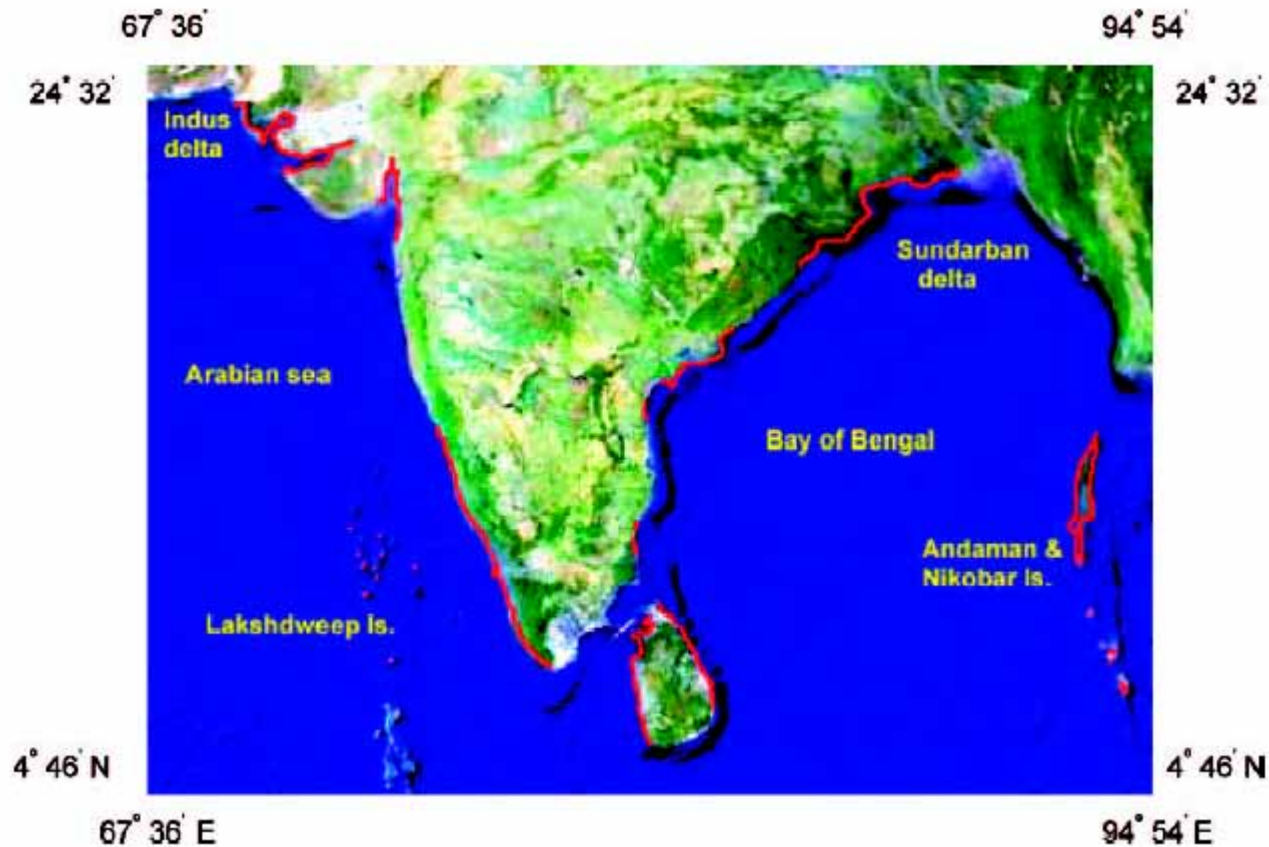 67° 36'
94° 54'
24° 32'
24° 32'
Indus
delta
Sundarban
delta
Arabian sea
Bay of Bengal
Andaman &
Nikobar Is.
Lakshdweep Is.
4° 46' N
4° 46' N
67° 36' E
94° 54' E